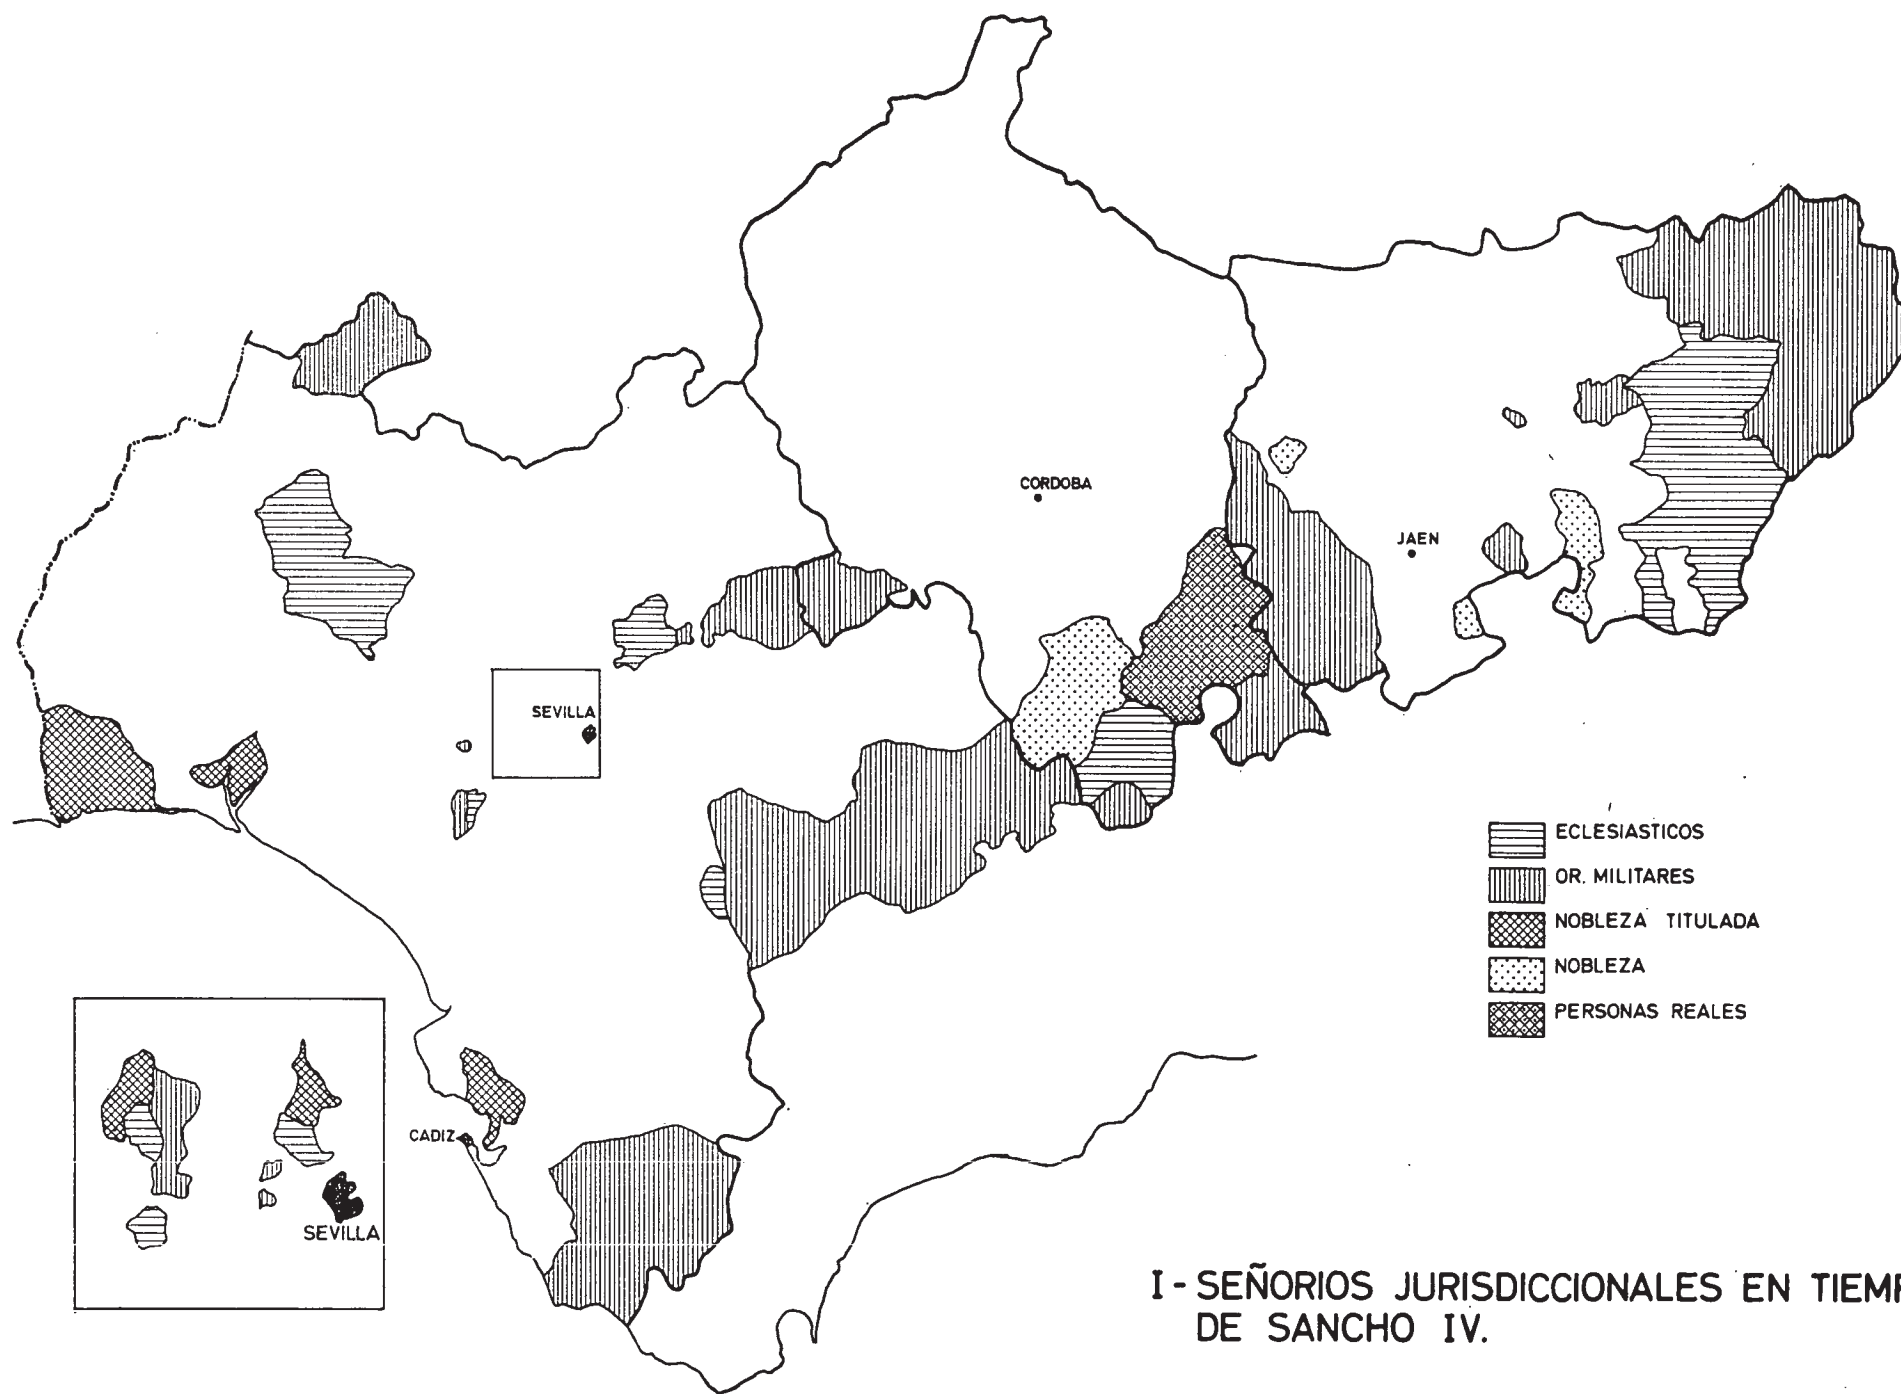 CORDOBA
JAEN
SEVILLA
ECLESIASTICOS
OR. MILITARES
NOBLEZA TITULADA
NOBLEZA
PERSONAS REALES
CADIZ
SEVILLA
I - SEÑORIOS JURISDICCIONALES EN
DE SANCHO IV.